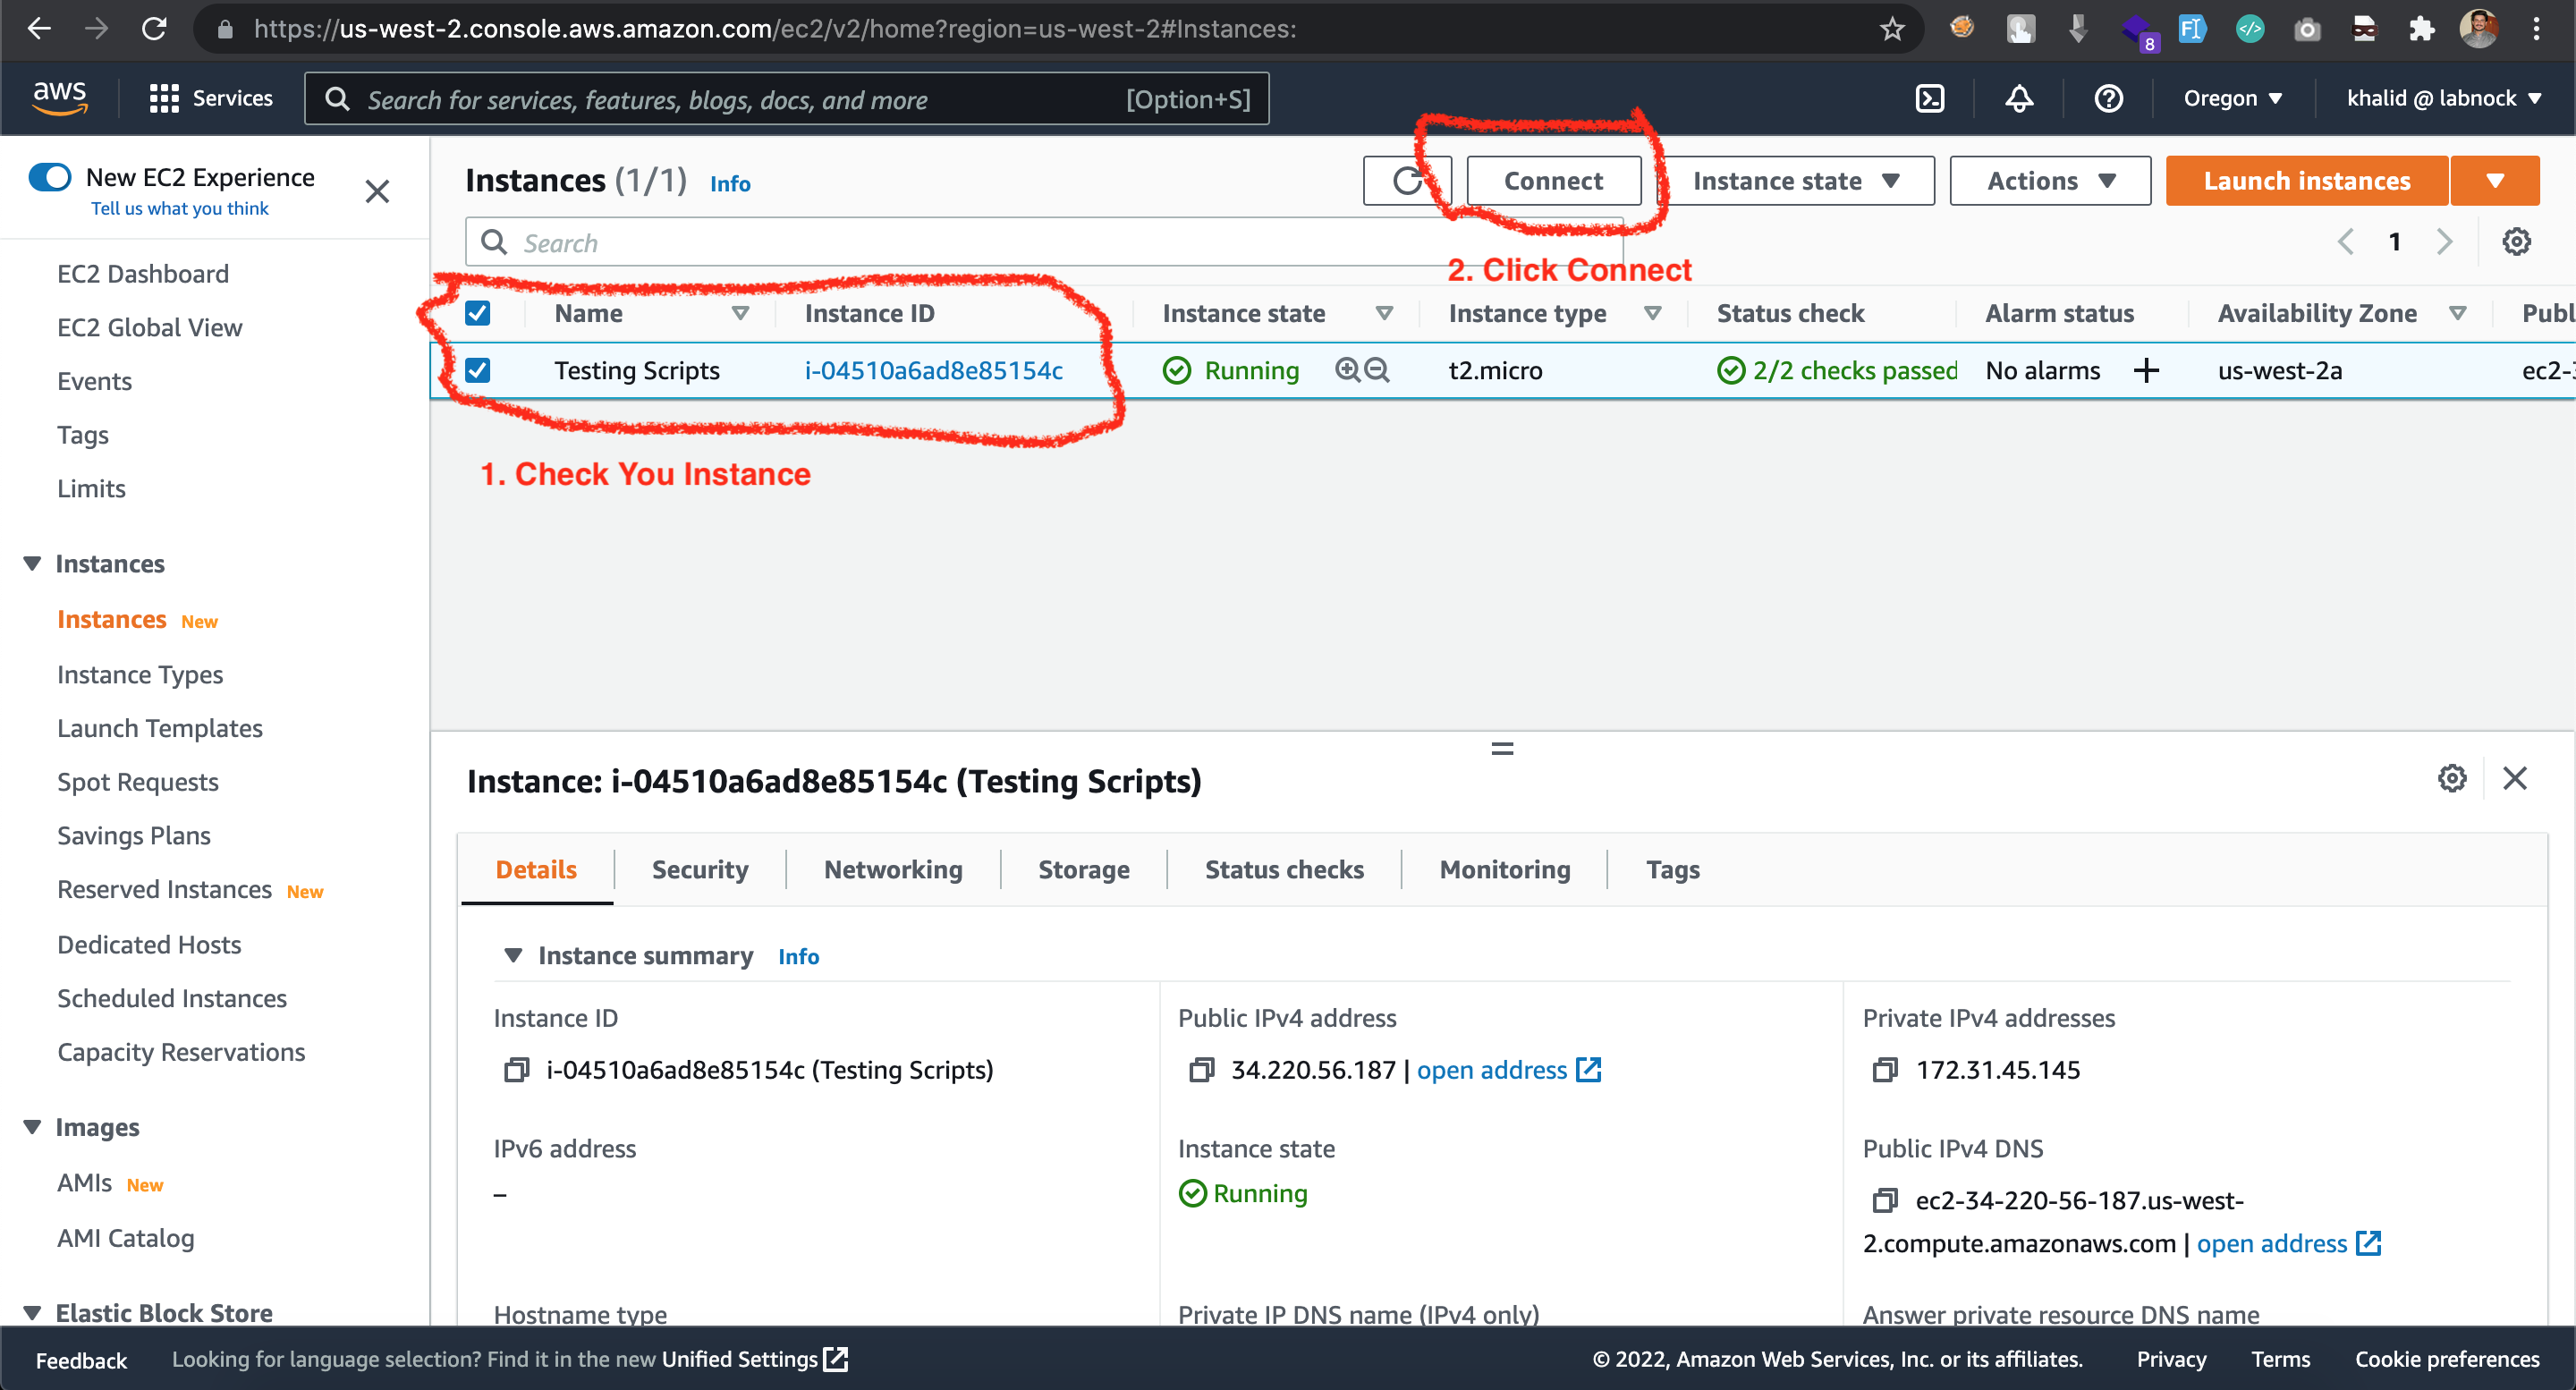 https://us-west-2.console.aws.amazon.com/ec2/v2/home?region=us-west-2#Instances:
8
aws
Services
Search for services, features, blogs, docs, and more
[Option+S]
Oregon
khalid @ labnock
New EC2 Experience
Tell us what you think
EC2 Dashboard
EC2 Global View
Events
Tags
Limits
Instances
Instances New
Instance Types
Launch Templates
Spot Requests
Savings Plans
Reserved Instances New
Dedicated Hosts
Scheduled Instances
Capacity Reservations
Images
AMIs New
AMI Catalog
Elastic Block Store
Instances (1/1) Info
Connect
Instance state
Actions
Launch instances
Search
1
2. Click Connect
Name Instance ID Instance state Instance type Status check Alarm status Availability Zone Publ
Testing Scripts i-04510a6ad8e85154c Running t2.micro 2/2 checks passed No alarms + us-west-2a ec2-
1. Check You Instance
Instance: i-04510a6ad8e85154c (Testing Scripts)
Details Security Networking Storage Status checks Monitoring Tags
Instance summary Info
Instance ID
i-04510a6ad8e85154c (Testing Scripts)
Public IPv4 address
34.220.56.187 | open address
Private IPv4 addresses
172.31.45.145
IPv6 address
–
Instance state
Running
Public IPv4 DNS
ec2-34-220-56-187.us-west-
2.compute.amazonaws.com | open address
Hostname type
Private IP DNS name (IPv4 only)
Answer private resource DNS name
Feedback
Looking for language selection? Find it in the new Unified Settings
© 2022, Amazon Web Services, Inc. or its affiliates.
Privacy
Terms
Cookie preferences